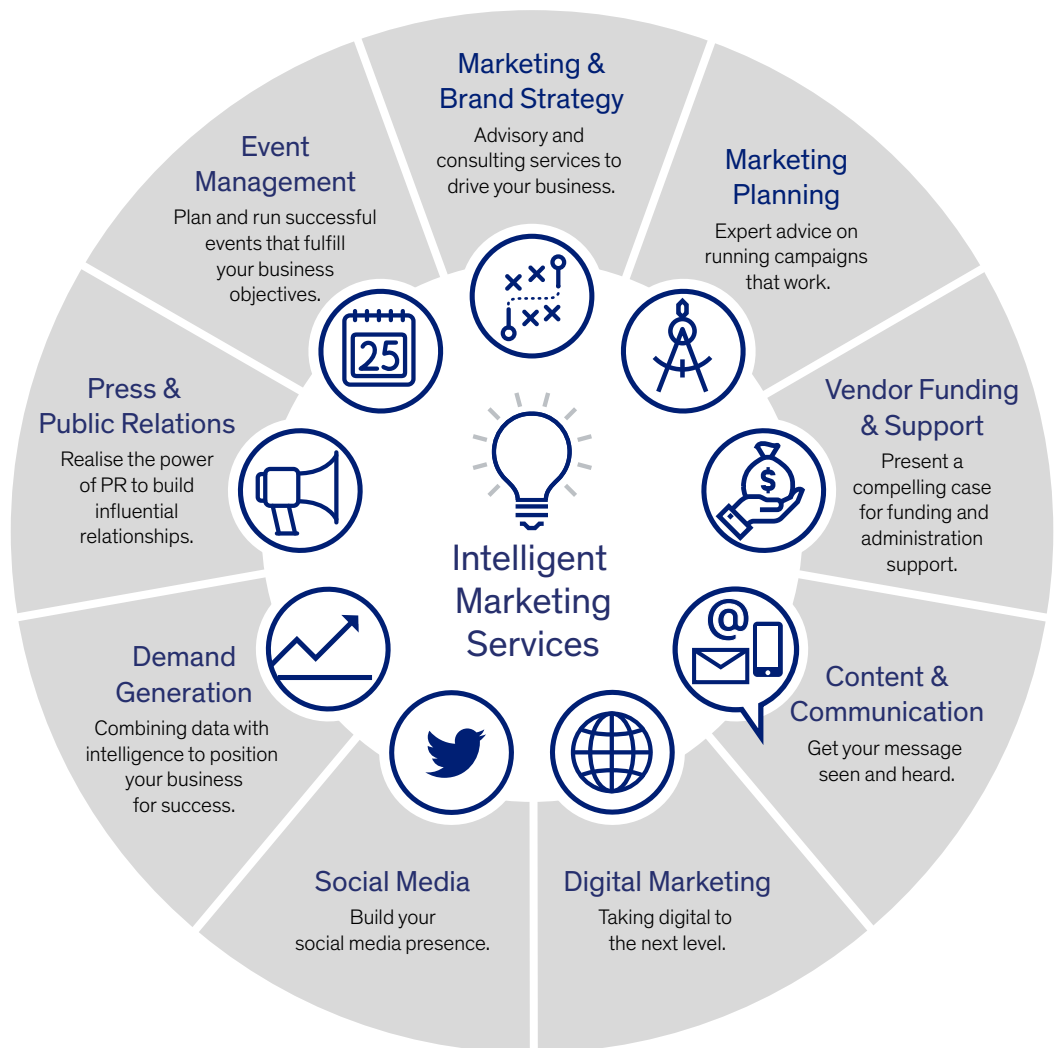 Marketing &
Brand Strategy
Advisory and
consulting services to
drive your business.
Marketing
Planning
Expert advice on
running campaigns
that work.
Vendor Funding
& Support
Present a
compelling case
for funding and
administration
support.
$
@
Content &
Communication
Get your message
seen and heard.
Digital Marketing
Taking digital to
the next level.
Social Media
Build your
social media presence.
Demand
Generation
Combining data with
intelligence to position
your business
for success.
Press &
Public Relations
Realise the power
of PR to build
influential
relationships.
Event
Management
Plan and run successful
events that fulfill
your business
objectives.
25
Intelligent
Marketing
Services